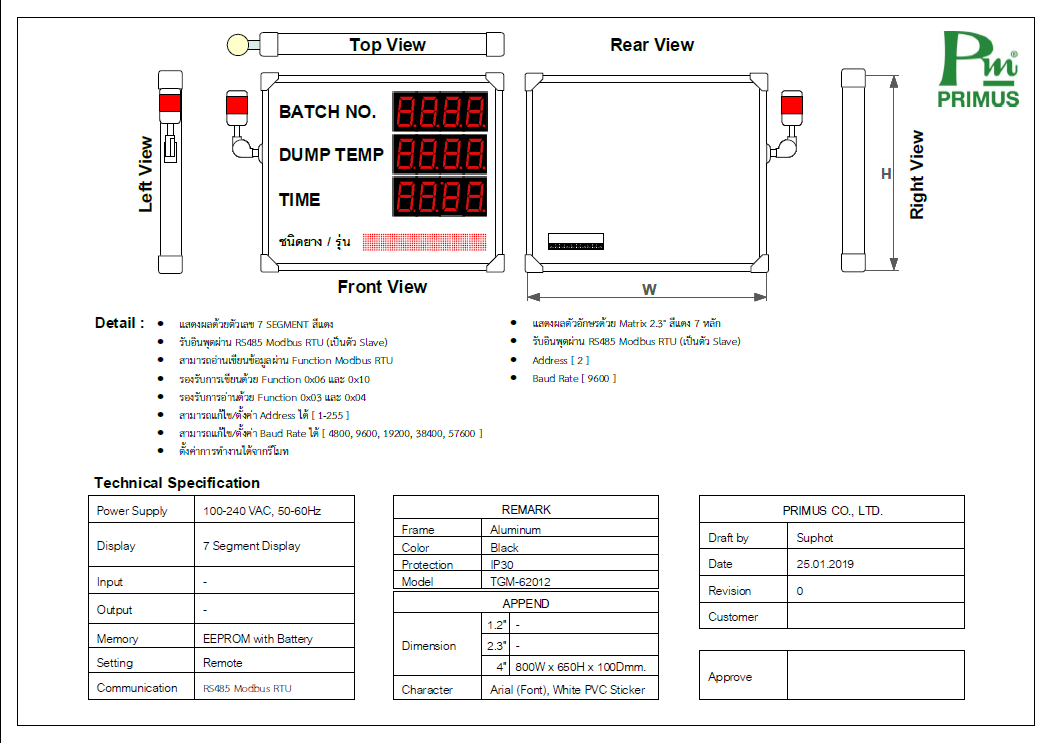 Top View
Rear View
Pm®
PRIMUS
Left View
BATCH NO. 8.8.8.8
DUMP TEMP 8.8.8.8
TIME 8.8:8.8
ชนิดยาง / รุ่น
H
Right View
Front View
W
Detail :
• แสดงผลด้วยตัวเลข 7 SEGMENT สีแดง
• รับอินพุตผ่าน RS485 Modbus RTU (เป็นตัว Slave)
• สามารถอ่านเขียนข้อมูลผ่าน Function Modbus RTU
• รองรับการเขียนด้วย Function 0x06 และ 0x10
• รองรับการอ่านด้วย Function 0x03 และ 0x04
• สามารถแก้ไข/ตั้งค่า Address ได้ [ 1-255 ]
• สามารถแก้ไข/ตั้งค่า Baud Rate ได้ [ 4800, 9600, 19200, 38400, 57600 ]
• ตั้งค่าการทำงานได้จากรีโมท
• แสดงผลตัวอักษรด้วย Matrix 2.3" สีแดง 7 หลัก
• รับอินพุตผ่าน RS485 Modbus RTU (เป็นตัว Slave)
• Address [ 2 ]
• Baud Rate [ 9600 ]
Technical Specification
Power Supply 100-240 VAC, 50-60Hz
Display 7 Segment Display
Input -
Output -
Memory EEPROM with Battery
Setting Remote
Communication RS485 Modbus RTU
REMARK
Frame Aluminum
Color Black
Protection IP30
Model TGM-62012
APPEND
Dimension
1.2" -
2.3" -
4" 800W x 650H x 100Dmm.
Character Arial (Font), White PVC Sticker
PRIMUS CO., LTD.
Draft by Suphot
Date 25.01.2019
Revision 0
Customer
Approve